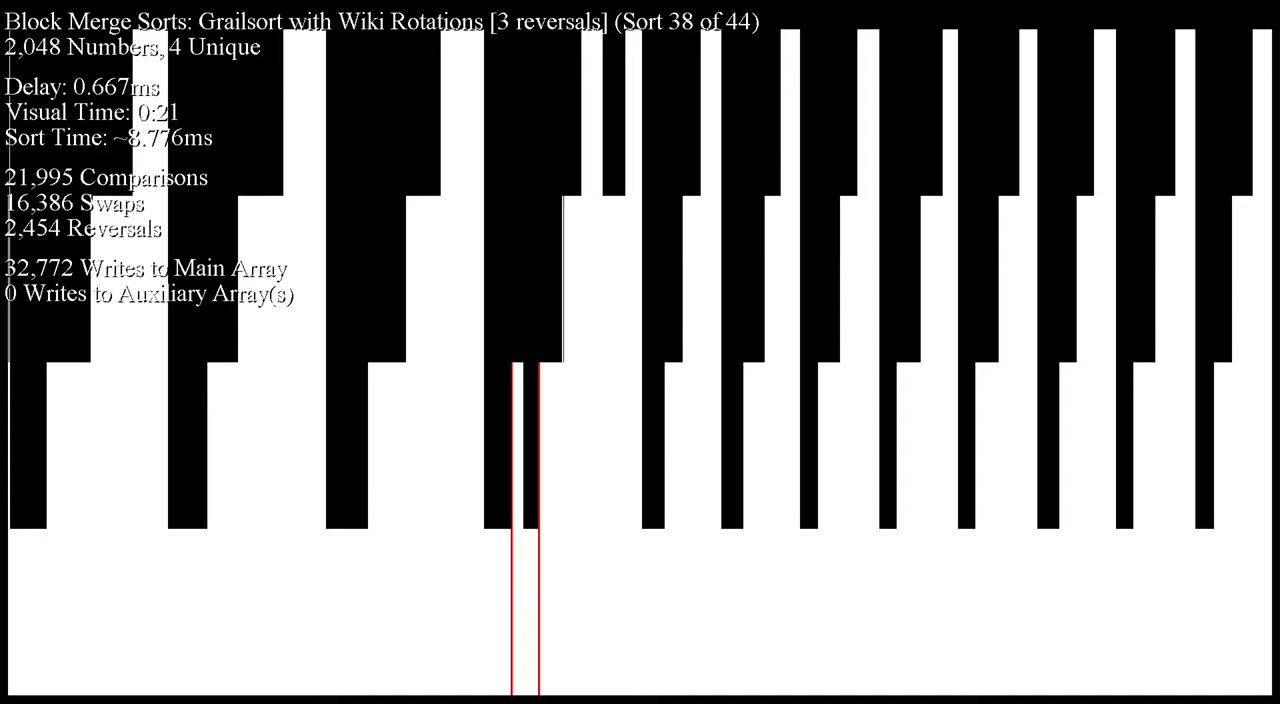 Block Merge Sorts: Grailsort with Wiki Rotations [3 reversals] (Sort 38 of 44)
2,048 Numbers, 4 Unique
Delay: 0.667ms
Visual Time: 0:21
Sort Time: ~8.776ms
21,995 Comparisons
16,386 Swaps
2,454 Reversals
32,772 Writes to Main Array
0 Writes to Auxiliary Array(s)